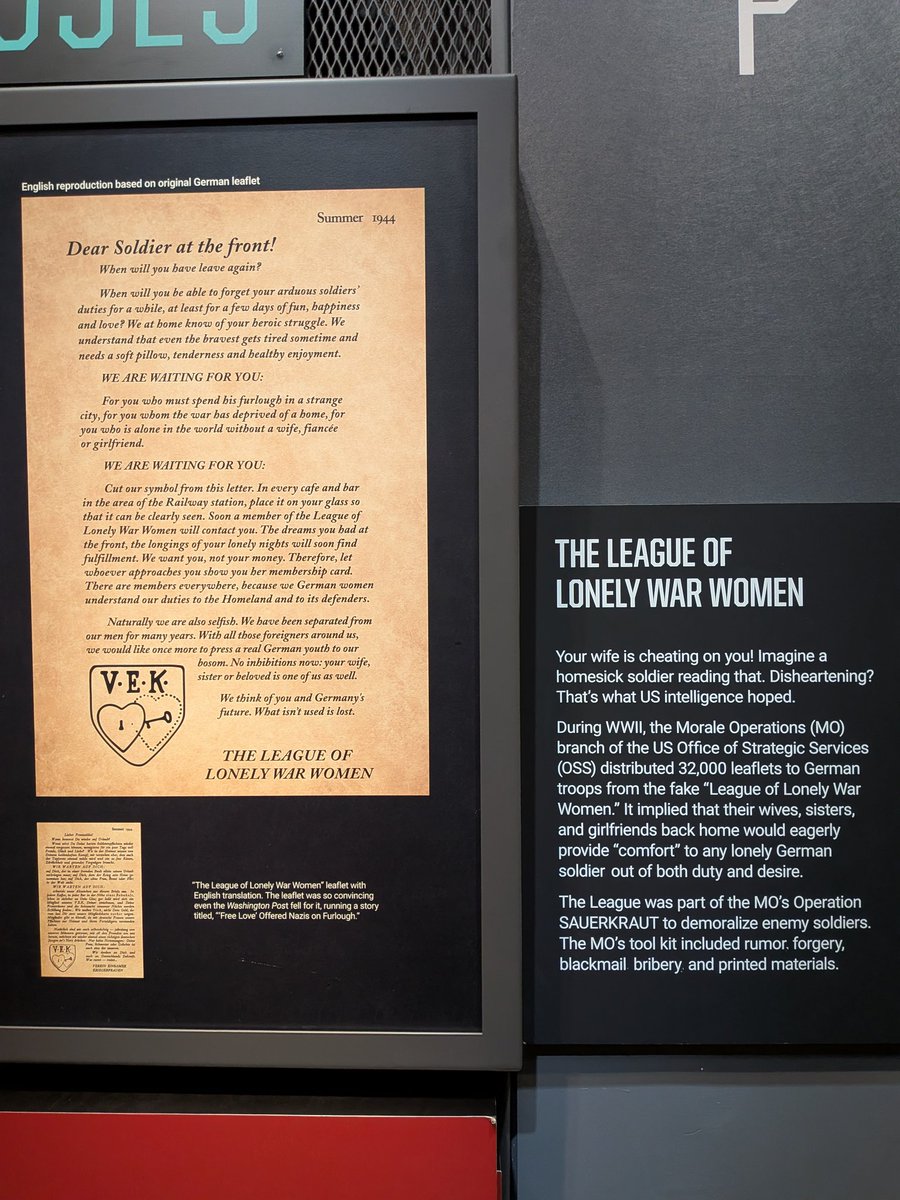 English reproduction based on original German leaflet
Summer 1944
Dear Soldier at the front!
When will you have leave again?
When will you be able to forget your arduous soldiers'
duties for a while, at least for a few days of fun, happiness
and love? We at home know of your heroic struggle. We
understand that even the bravest gets tired sometime and
needs a soft pillow, tenderness and healthy enjoyment.
WE ARE WAITING FOR YOU:
For you who must spend his furlough in a strange
city, for you whom the war has deprived of a home, for
you who is alone in the world without a wife, fiancée
or girlfriend.
WE ARE WAITING FOR YOU:
Cut our symbol from this letter. In every cafe and bar
in the area of the Railway station, place it on your glass so
that it can be clearly seen. Soon a member of the League of
Lonely War Women will contact you. The dreams you had at
the front, the longings of your lonely nights will soon find
fulfillment. We want you, not your money. Therefore, let
whoever approaches you show you her membership card.
There are members everywhere, because we German women
understand our duties to the Homeland and to its defenders.
Naturally we are also selfish. We have been separated from
our men for many years. With all those foreigners around us,
we would like once more to press a real German youth to our
bosom. No inhibitions now: your wife,
sister or beloved is one of us as well.
We think of you and Germany's
future. What isn't used is lost.
V·E·K
THE LEAGUE OF
LONELY WAR WOMEN
Summer 1944
WIR WARTEN AUF DICH:
WIR WARTEN AUF DICH:
V.E.K
VEREIN EINSAMER
KRIEGERFRAUEN
"The League of Lonely War Women" leaflet with
English translation. The leaflet was so convincing
even the Washington Post fell for it, running a story
titled, "'Free Love' Offered Nazis on Furlough."
THE LEAGUE OF
LONELY WAR WOMEN
Your wife is cheating on you! Imagine a
homesick soldier reading that. Disheartening?
That's what US intelligence hoped.
During WWII, the Morale Operations (MO)
branch of the US Office of Strategic Services
(OSS) distributed 32,000 leaflets to German
troops from the fake "League of Lonely War
Women." It implied that their wives, sisters,
and girlfriends back home would eagerly
provide "comfort" to any lonely German
soldier out of both duty and desire.
The League was part of the MO's Operation
SAUERKRAUT to demoralize enemy soldiers.
The MO's tool kit included rumor, forgery,
blackmail, bribery, and printed materials.